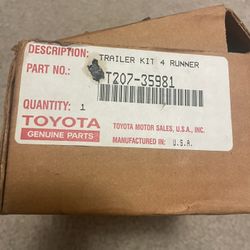 DESCRIPTION: TRAILER KIT 4 RUNNER
PART NO.: T207-35981
QUANTITY: 1
TOYOTA TOYOTA MOTOR SALES, U.S.A., INC.
GENUINE PARTS MANUFACTURED IN: U.S.A.